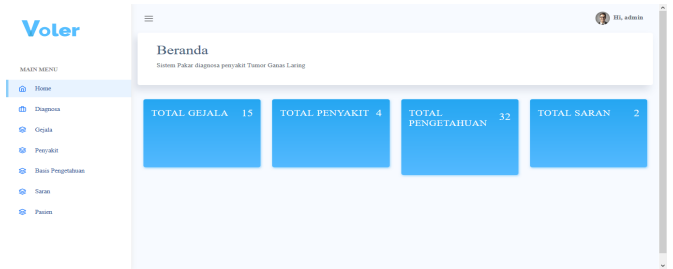 Voler
Hi, admin
MAIN MENU
Home
Diagnosa
Gejala
Penyakit
Basis Pengetahuan
Saran
Pasien
Beranda
Sistem Pakar diagnosa penyakit Tumor Ganas Laring
TOTAL GEJALA 15
TOTAL PENYAKIT 4
TOTAL
PENGETAHUAN 32
TOTAL SARAN 2